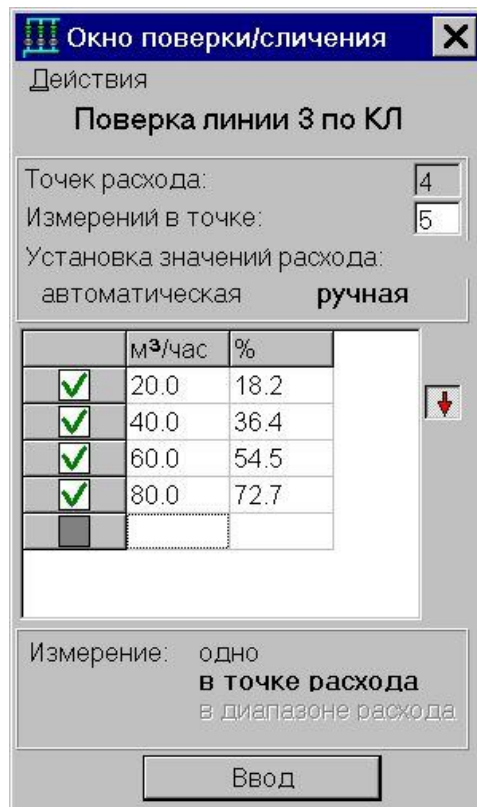 Окно поверки/сличения
Действия
Поверка линии 3 по КЛ
Точек расхода: 4
Измерений в точке: 5
Установка значений расхода:
автоматическая ручная
м³/час %
20.0 18.2
40.0 36.4
60.0 54.5
80.0 72.7
Измерение: одно
в точке расхода
в диапазоне расхода
Ввод